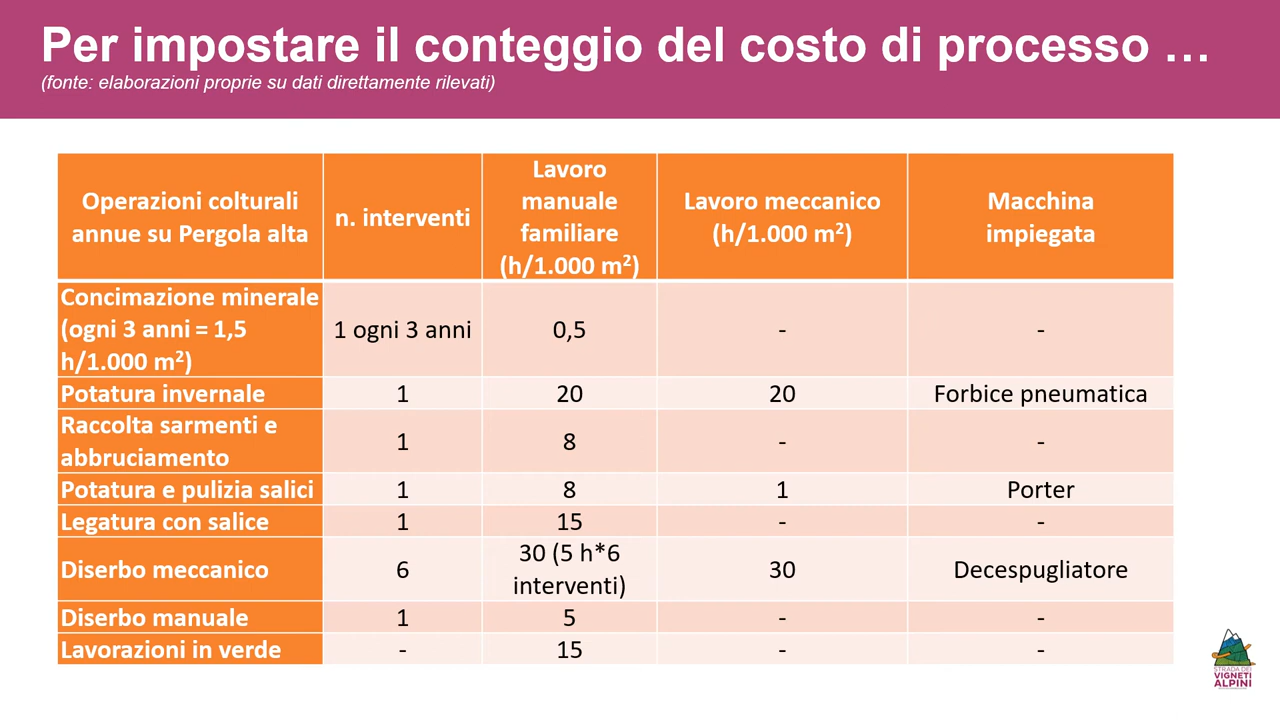 Per impostare il conteggio del costo di processo …
(fonte: elaborazioni proprie su dati direttamente rilevati)
Operazioni colturali
annue su Pergola alta
n. interventi
Lavoro
manuale
familiare
(h/1.000 m²)
Lavoro meccanico
(h/1.000 m²)
Macchina
impiegata
Concimazione minerale
(ogni 3 anni = 1,5
h/1.000 m²)
1 ogni 3 anni
0,5
-
-
Potatura invernale
1
20
20
Forbice pneumatica
Raccolta sarmenti e
abbruciamento
1
8
-
-
Potatura e pulizia salici
1
8
1
Porter
Legatura con salice
1
15
-
-
Diserbo meccanico
6
30 (5 h*6
interventi)
30
Decespugliatore
Diserbo manuale
1
5
-
-
Lavorazioni in verde
-
15
-
-
STRADA DEI
VIGNETI
ALPINI